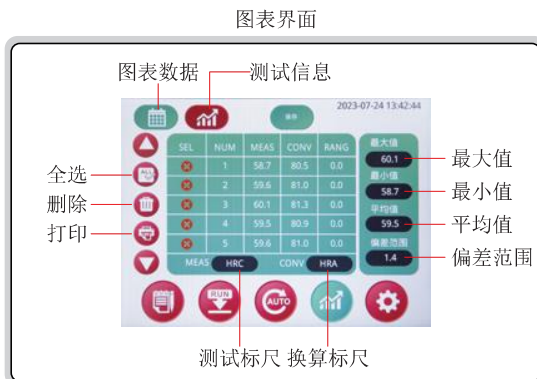 图表界面
图表数据
测试信息
保存
2023-07-24 13:42:44
SEL NUM MEAS CONV RANG
1 58.7 80.5 0.0
2 59.6 81.0 0.0
3 60.1 81.3 0.0
4 59.5 80.9 0.0
5 59.6 81.0 0.0
MEAS HRC CONV HRA
最大值
60.1
最小值
58.7
平均值
59.5
偏差范围
1.4
全选
ALL
删除
打印
最大值
最小值
平均值
偏差范围
RUN
AUTO
测试标尺 换算标尺